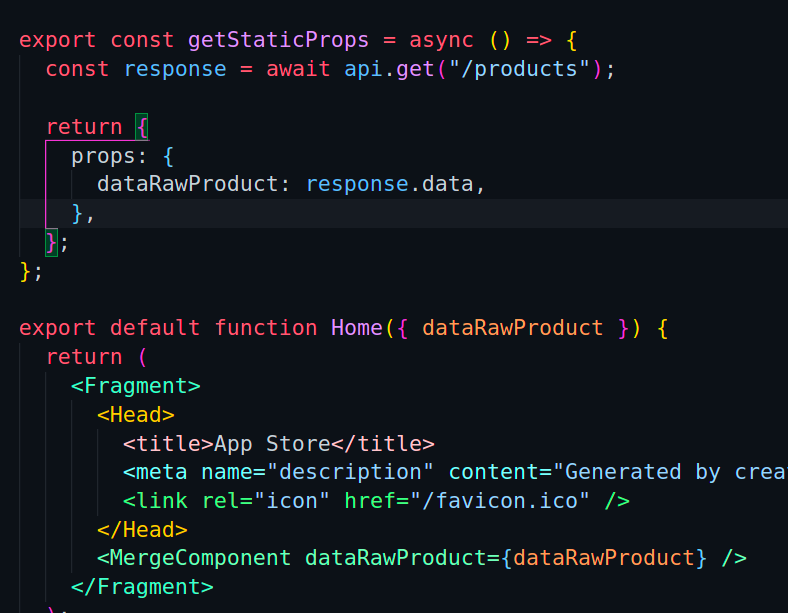 export const getStaticProps = async () => {
  const response = await api.get("/products");

  return {
    props: {
      dataRawProduct: response.data,
    },
  };
};

export default function Home({ dataRawProduct }) {
  return (
    <Fragment>
      <Head>
        <title>App Store</title>
        <meta name="description" content="Generated by crea
        <link rel="icon" href="/favicon.ico" />
      </Head>
      <MergeComponent dataRawProduct={dataRawProduct} />
    </Fragment>